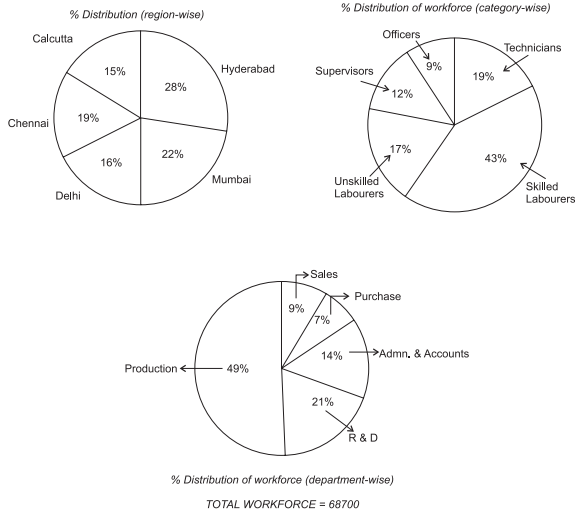 % Distribution (region-wise)
Calcutta
15%
Hyderabad
28%
Chennai
19%
16%
22%
Mumbai
Delhi
% Distribution of workforce (category-wise)
Officers
9%
Technicians
19%
Supervisors
12%
17%
43%
Unskilled
Labourers
Skilled
Labourers
Sales
9%
Purchase
7%
14%
Admn. & Accounts
Production
49%
21%
R & D
% Distribution of workforce (department-wise)
TOTAL WORKFORCE = 68700